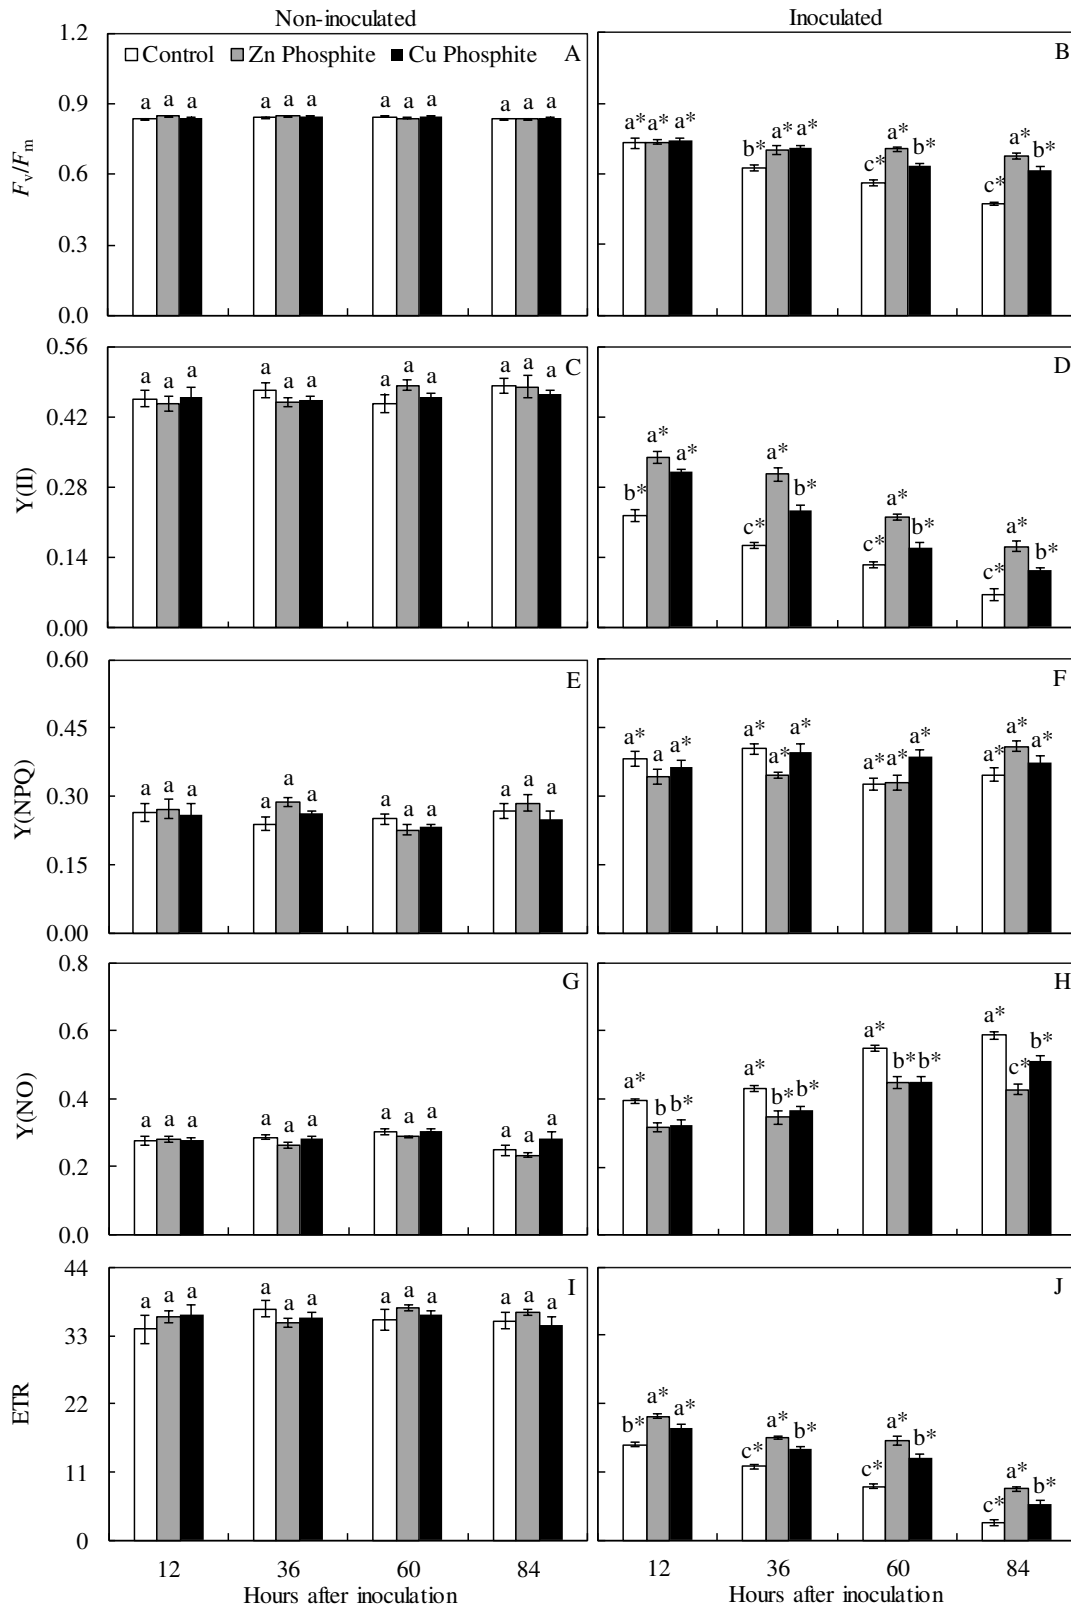 Non-inoculated Inoculated
1.2
□ Control ■ Zn Phosphite ■ Cu Phosphite A B
0.9 a a a a a a a a a a a a
a* a* a* b* a* a* c* a* b* c* a* b*
Fv/Fm
0.6
0.3
0.0
0.56
C D
a a a a a a a a a a a a
0.42
a* a* a* a* a*
Y(II)
0.28
b* c* b* c* b* c* b*
0.14
0.00
0.60
E F
0.45
a* a a* a* a* a* a* a* a* a* a* a*
Y(NPQ)
0.30
a a a a a a a a a a a a
0.15
0.00
0.8
G H
0.6
a* b b* a* b* b* a* b* b* a* c* b*
Y(NO)
0.4
a a a a a a a a a a a a
0.2
0.0
44
I J
a a a a a a a a a a a a
33
ETR
22
b* a* a* c* a* b* c* a* b* c* a* b*
11
0
12 36 60 84 12 36 60 84
Hours after inoculation Hours after inoculation